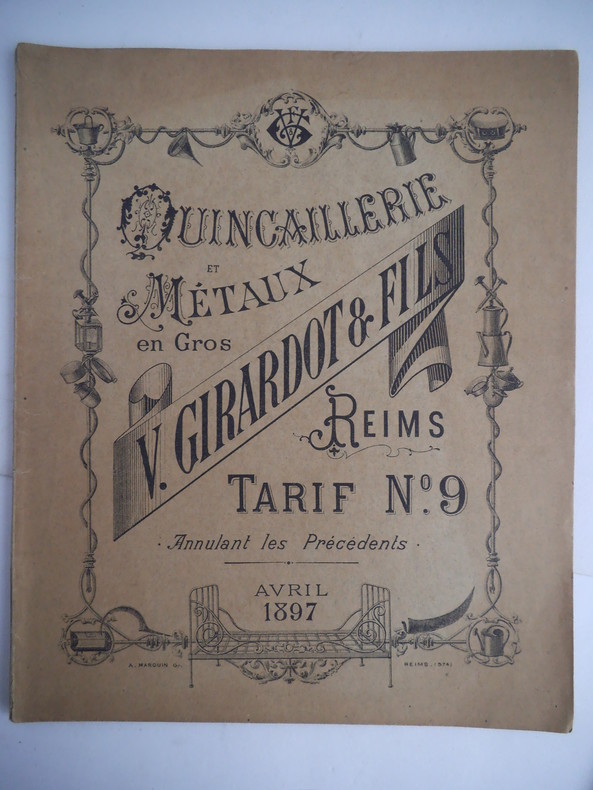 QUINCAILLERIE
ET
MÉTAUX
en Gros
V. GIRARDOT & FILS
REIMS
TARIF Nº 9
· Annulant les Précédents ·
AVRIL
1897
A. MARGUIN
REIMS.